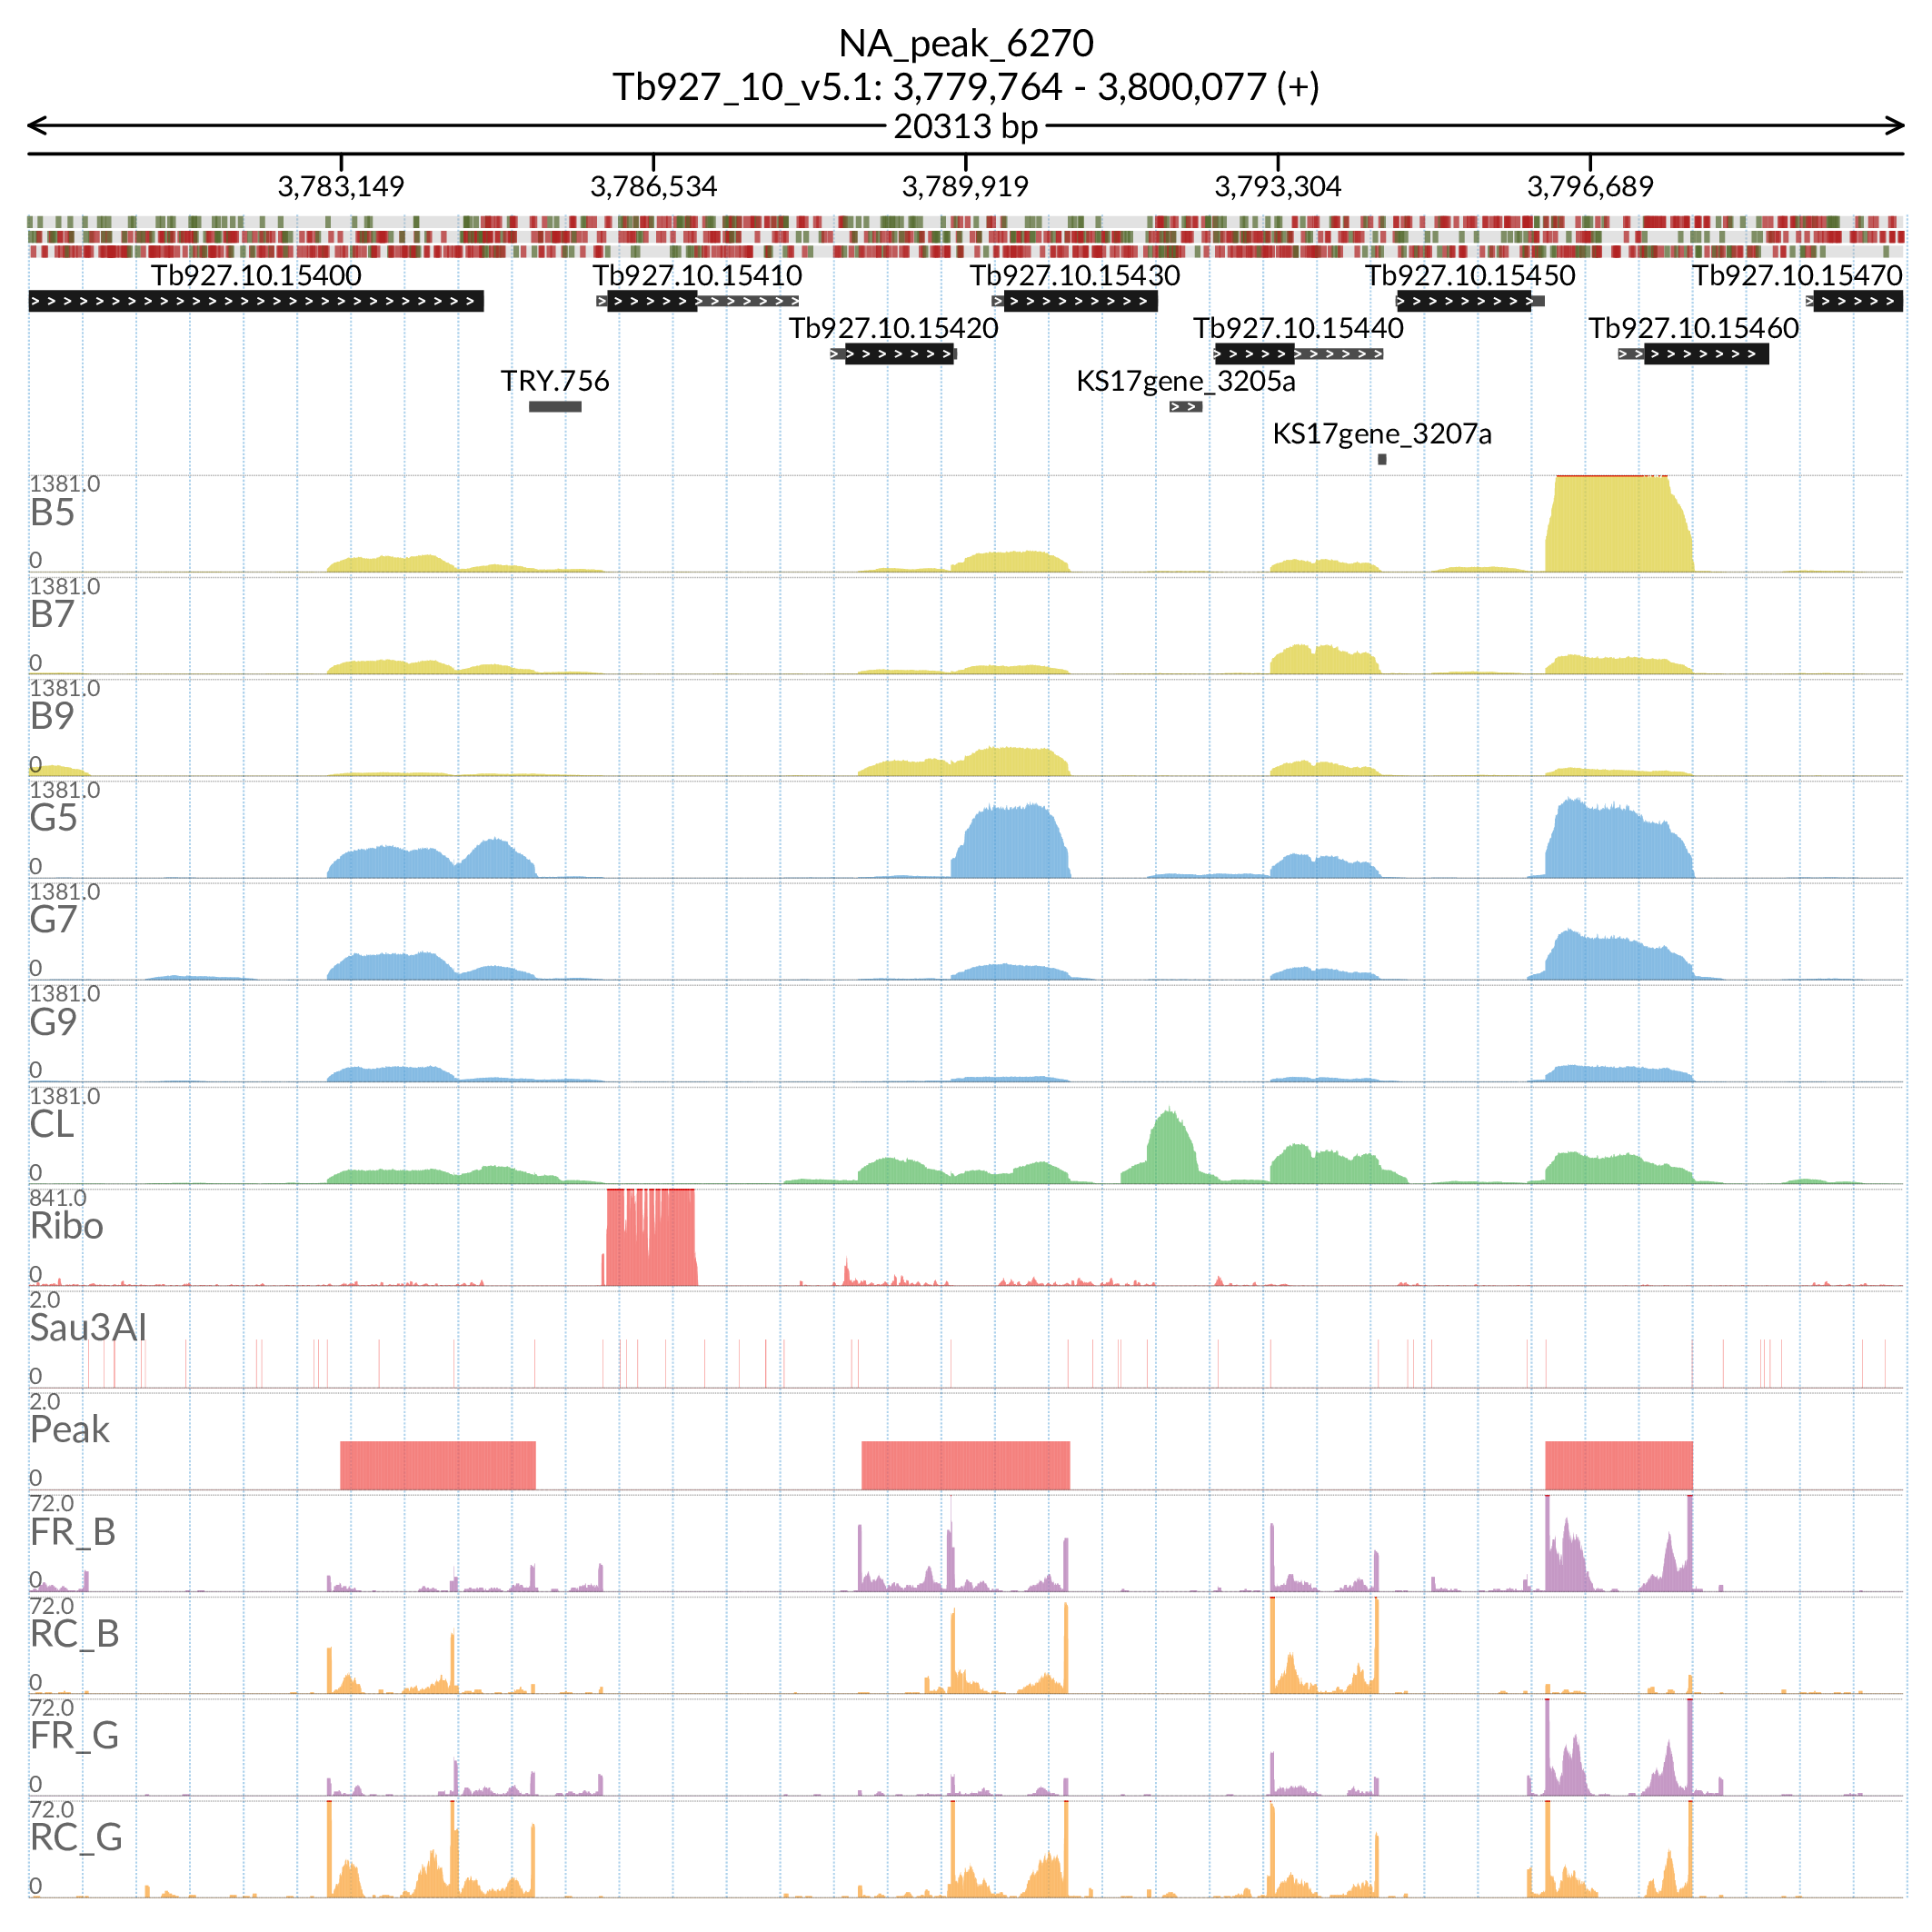 NA_peak_6270
Tb927_10_v5.1: 3,779,764 - 3,800,077 (+)
20313 bp
3,783,149 3,786,534 3,789,919 3,793,304 3,796,689
Tb927.10.15400 Tb927.10.15410 Tb927.10.15430 Tb927.10.15450 Tb927.10.15470
Tb927.10.15420 Tb927.10.15440 Tb927.10.15460
TRY.756 KS17gene_3205a
KS17gene_3207a
1381.0
B5
0
1381.0
B7
0
1381.0
B9
0
1381.0
G5
0
1381.0
G7
0
1381.0
G9
0
1381.0
CL
0
841.0
Ribo
0
2.0
Sau3AI
0
2.0
Peak
0
72.0
FR_B
0
72.0
RC_B
0
72.0
FR_G
0
72.0
RC_G
0